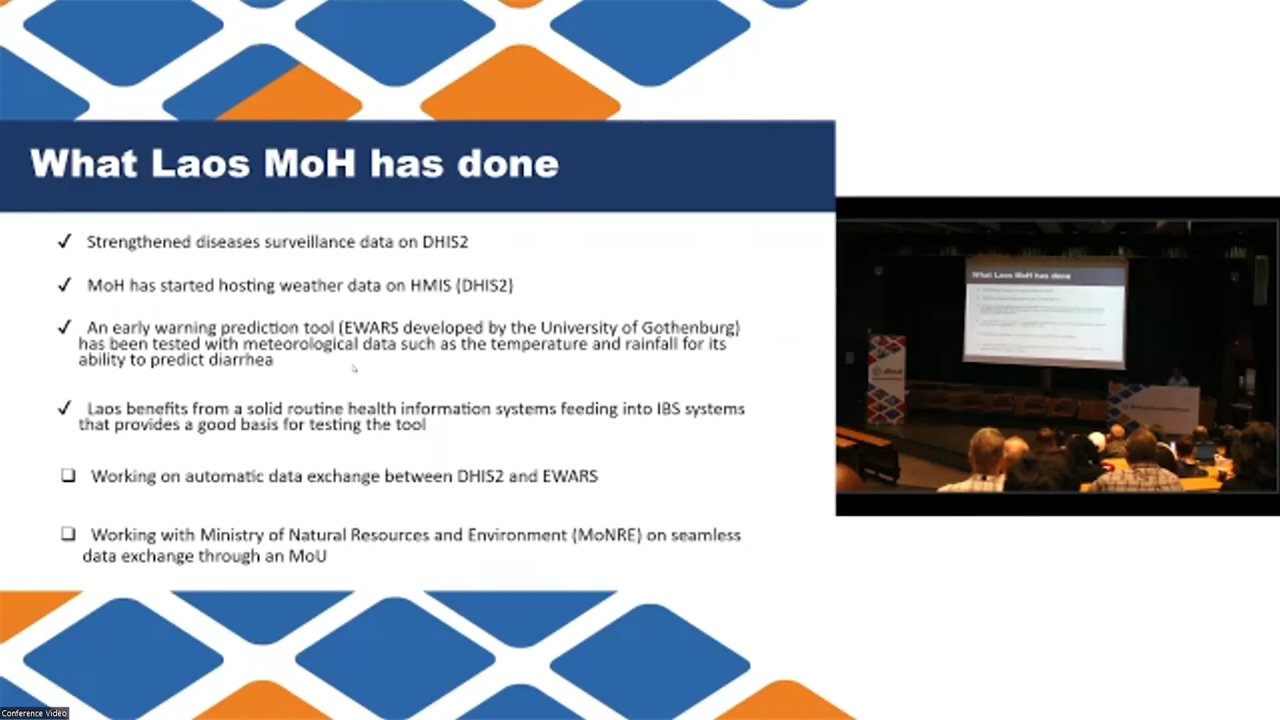 What Laos MoH has done
✓ Strengthened diseases surveillance data on DHIS2
✓ MoH has started hosting weather data on HMIS (DHIS2)
✓ An early warning prediction tool (EWARS developed by the University of Gothenburg)
has been tested with meteorological data such as the temperature and rainfall for its
ability to predict diarrhea
✓ Laos benefits from a solid routine health information systems feeding into IBS systems
that provides a good basis for testing the tool
❑ Working on automatic data exchange between DHIS2 and EWARS
❑ Working with Ministry of Natural Resources and Environment (MoNRE) on seamless
data exchange through an MoU
What Laos MoH has done
Conference Video